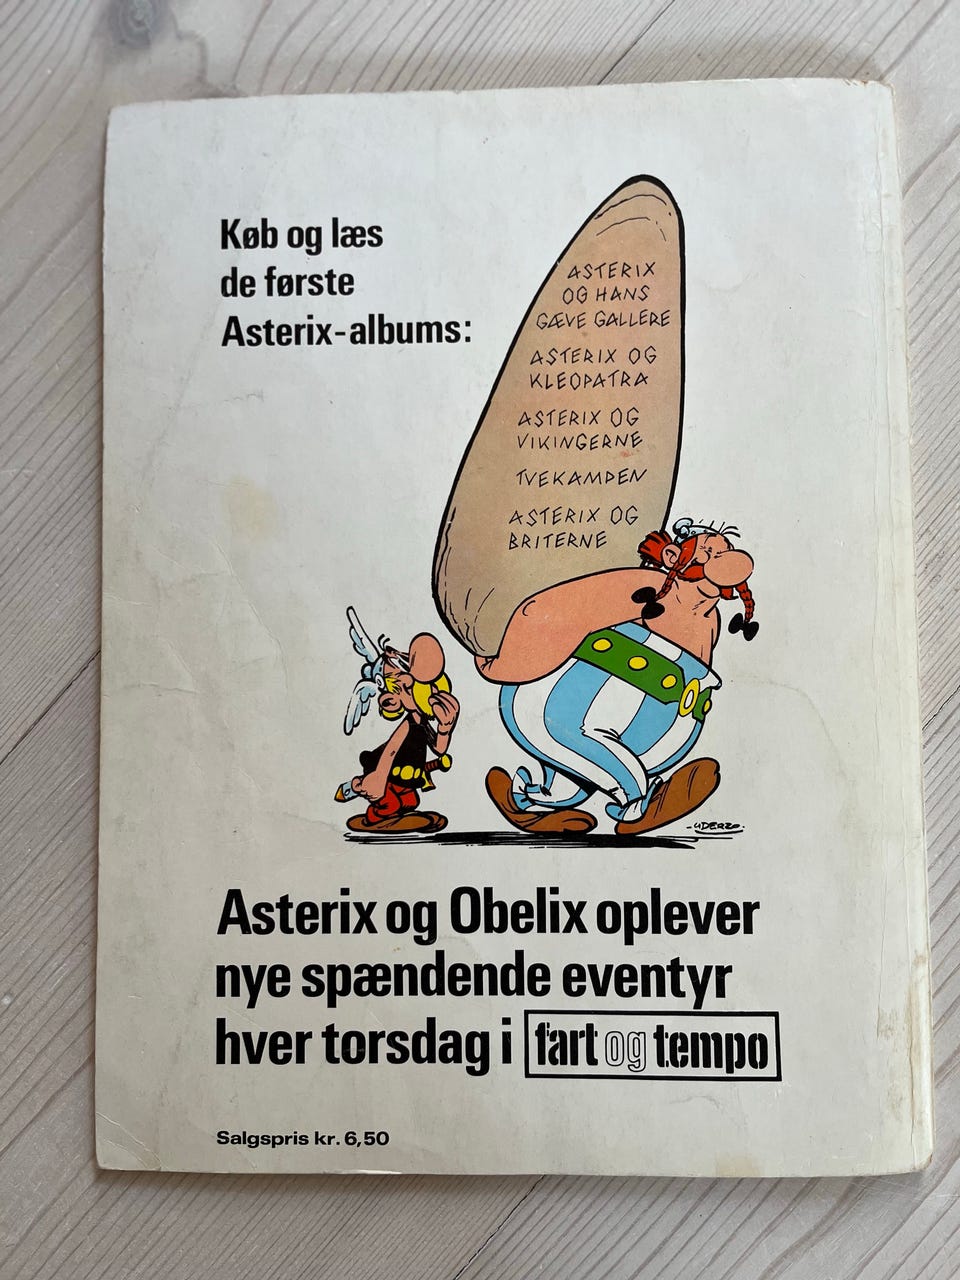 Køb og læs
de første
Asterix-albums:
ASTERIX
OG HANS
GÆVE GALLERE
ASTERIX OG
KLEOPATRA
ASTERIX OG
VIKINGERNE
TVEKAMPEN
ASTERIX OG
BRITERNE
-UDERZO-
Asterix og Obelix oplever
nye spændende eventyr
hver torsdag i fart og tempo
Salgspris kr. 6,50